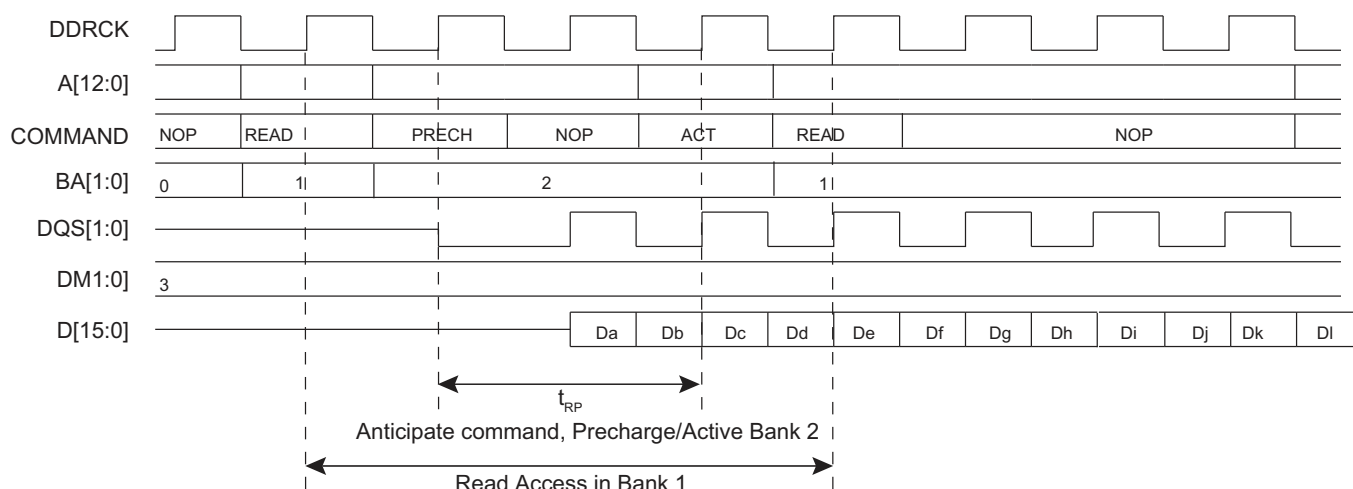 DDRCK
A[12:0]
COMMAND NOP READ PRECH NOP ACT READ NOP
BA[1:0] 0 1 2 1
DQS[1:0]
DM1:0] 3
D[15:0] Da Db Dc Dd De Df Dg Dh Di Dj Dk Dl
tRP
Anticipate command, Precharge/Active Bank 2
Read Access in Bank 1